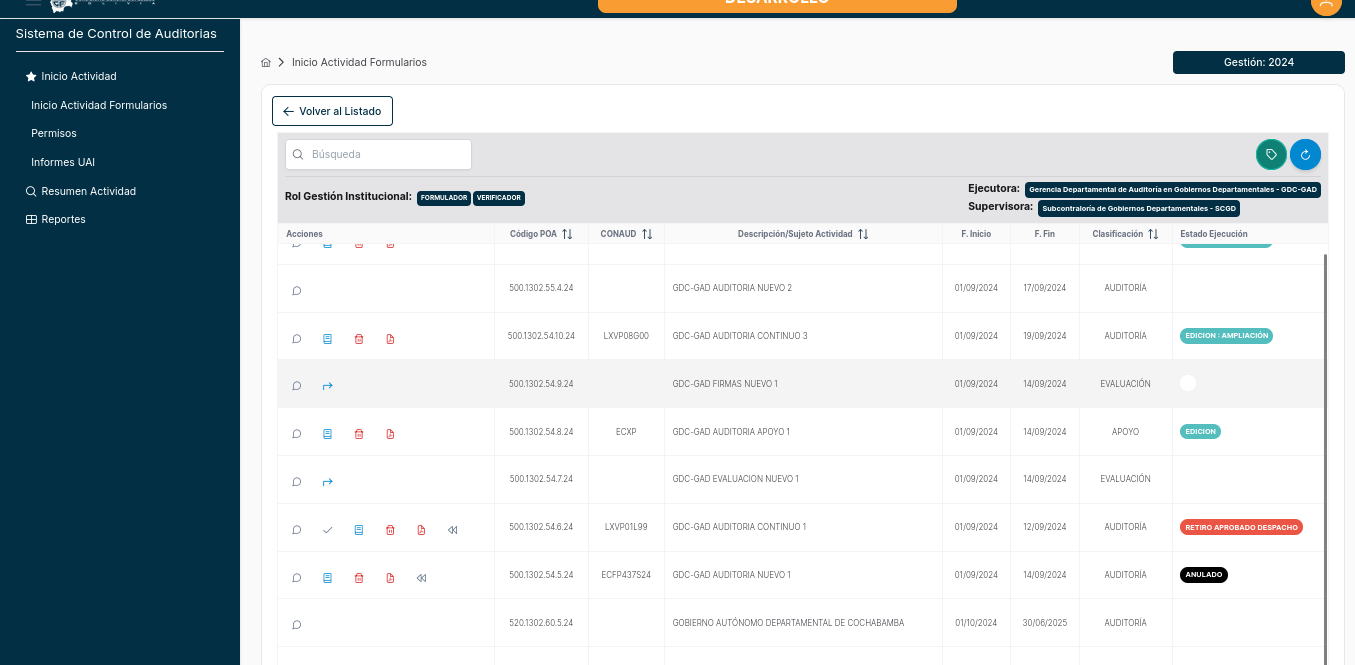 DESARROLLO
BOLIVIA
Sistema de Control de Auditorias
Inicio Actividad
Inicio Actividad Formularios
Permisos
Informes UAI
Resumen Actividad
Reportes
Inicio Actividad Formularios
Gestión: 2024
Volver al Listado
Búsqueda
Rol Gestión Institucional: FORMULADOR VERIFICADOR
Ejecutora: Gerencia Departamental de Auditoría en Gobiernos Departamentales - GDC-GAD
Supervisora: Subcontraloría de Gobiernos Departamentales - SCGD
Acciones Código POA CONAUD Descripción/Sujeto Actividad F. Inicio F. Fin Clasificación Estado Ejecución
500.1302.55.4.24 GDC-GAD AUDITORIA NUEVO 2 01/09/2024 17/09/2024 AUDITORÍA
500.1302.54.10.24 LXVP08G00 GDC-GAD AUDITORIA CONTINUO 3 01/09/2024 19/09/2024 AUDITORÍA EDICION : AMPLIACIÓN
500.1302.54.9.24 GDC-GAD FIRMAS NUEVO 1 01/09/2024 14/09/2024 EVALUACIÓN
500.1302.54.8.24 ECXP GDC-GAD AUDITORIA APOYO 1 01/09/2024 14/09/2024 APOYO EDICION
500.1302.54.7.24 GDC-GAD EVALUACION NUEVO 1 01/09/2024 14/09/2024 EVALUACIÓN
500.1302.54.6.24 LXVP01L99 GDC-GAD AUDITORIA CONTINUO 1 01/09/2024 12/09/2024 AUDITORÍA RETIRO APROBADO DESPACHO
500.1302.54.5.24 ECFP437S24 GDC-GAD AUDITORIA NUEVO 1 01/09/2024 14/09/2024 AUDITORÍA ANULADO
520.1302.60.5.24 GOBIERNO AUTÓNOMO DEPARTAMENTAL DE COCHABAMBA 01/10/2024 30/06/2025 AUDITORÍA